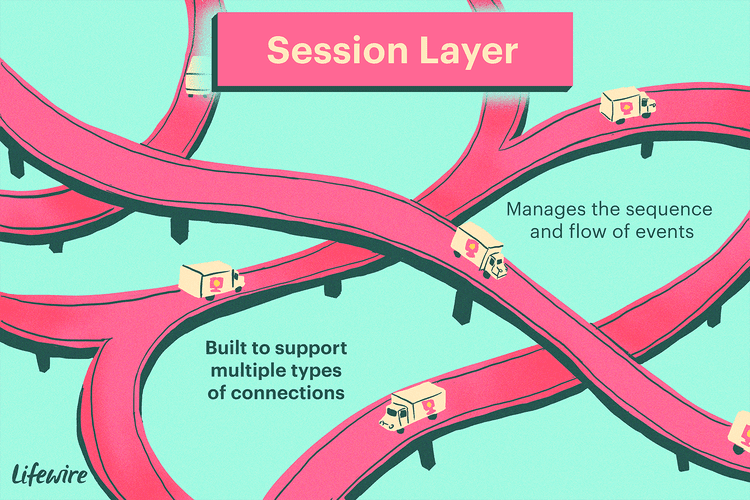 Session Layer
Manages the sequence
and flow of events
Built to support
multiple types
of connections
Lifewire